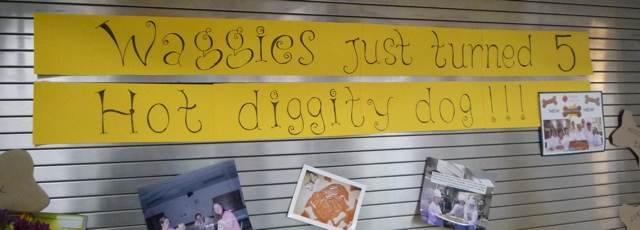 Waggies just turned 5
Hot diggity dog!!!